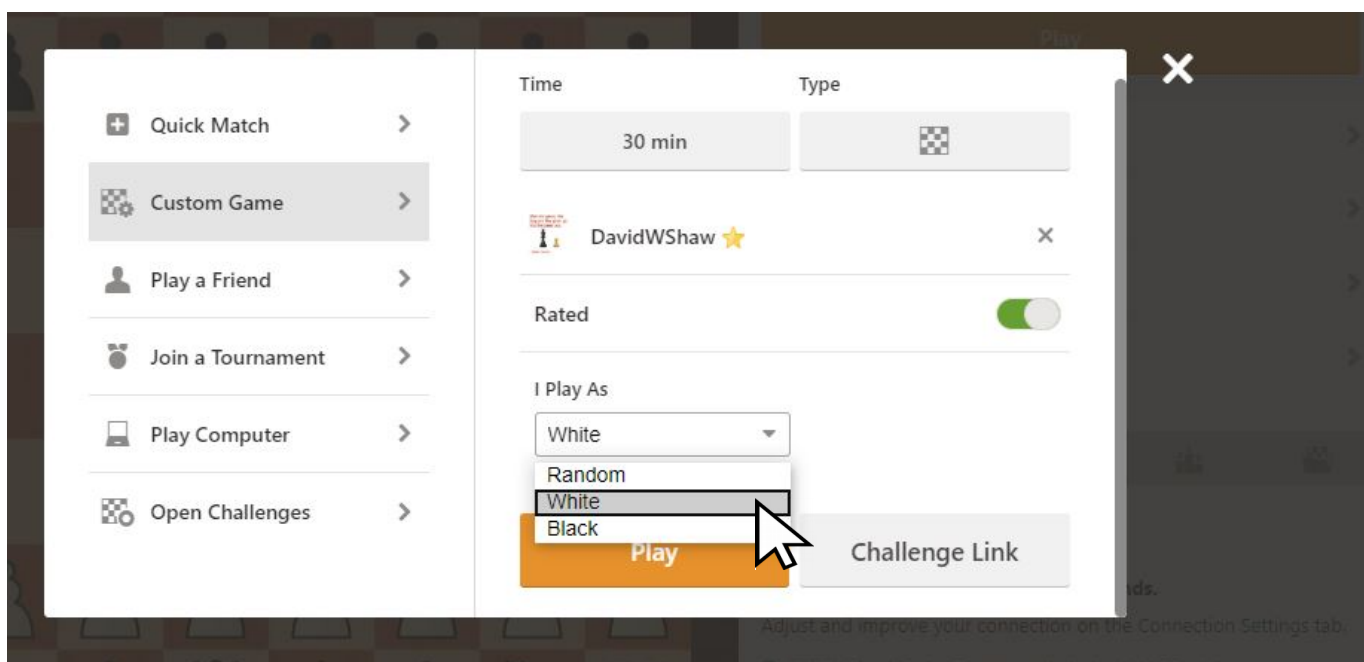 Play
Quick Match
Custom Game
Play a Friend
Join a Tournament
Play Computer
Open Challenges
Time
Type
30 min
DavidWShaw
Rated
I Play As
White
Random
White
Black
Play
Challenge Link
nds.
Adjust and improve your connection on the Connection Settings tab.